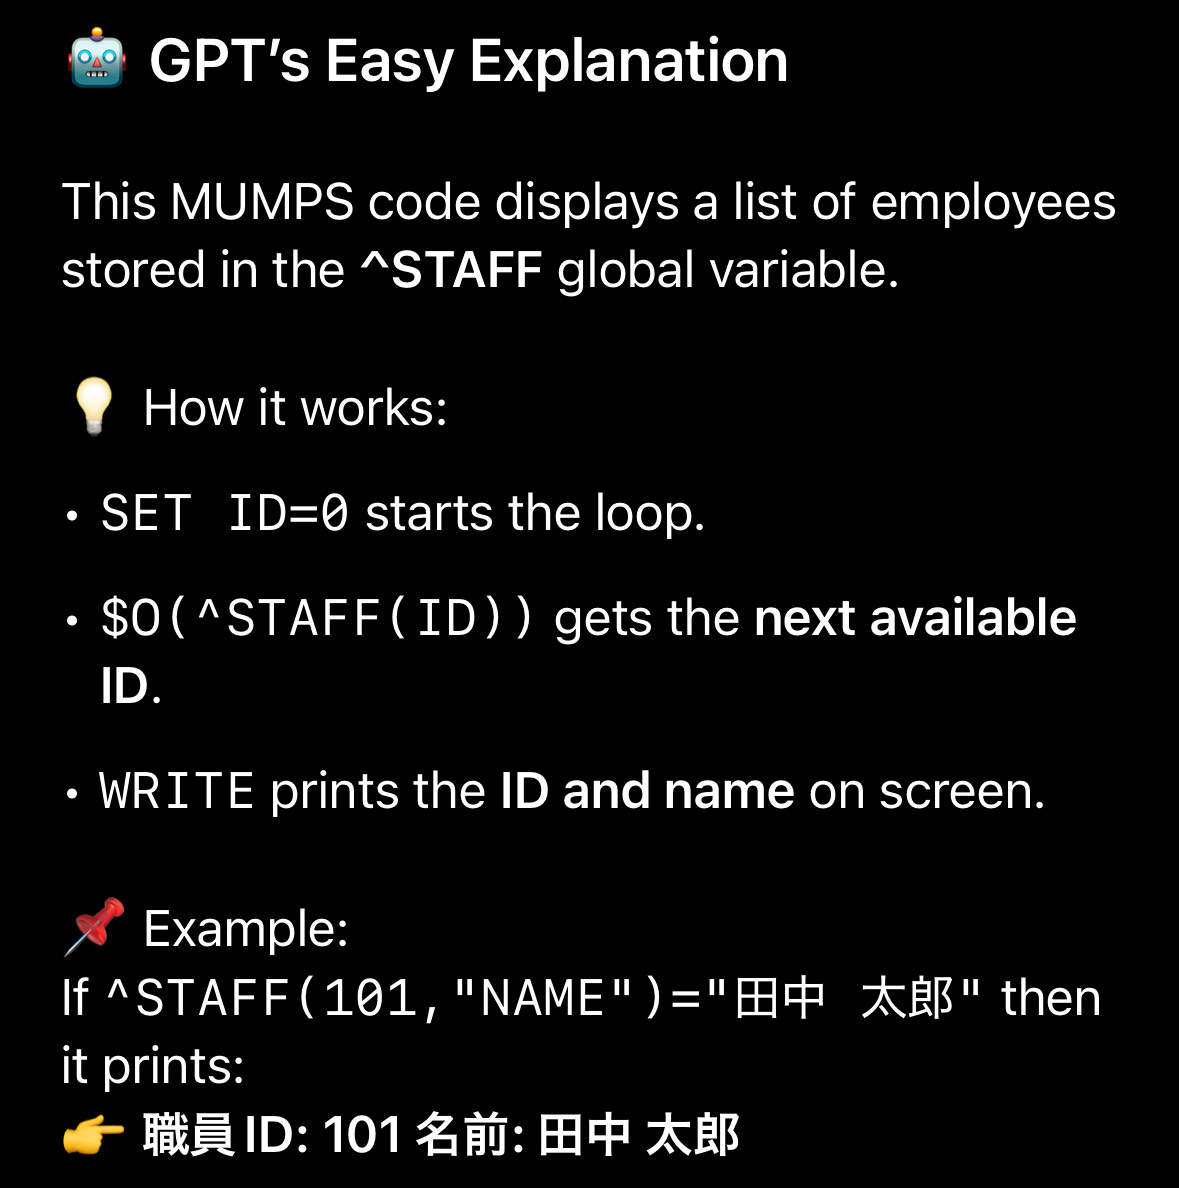 🤖 GPT’s Easy Explanation
This MUMPS code displays a list of employees
stored in the ^STAFF global variable.
💡 How it works:
• SET ID=0 starts the loop.
• $O(^STAFF(ID)) gets the next available
ID.
• WRITE prints the ID and name on screen.
📌 Example:
If ^STAFF(101,"NAME")="田中 太郎" then
it prints:
👉 職員 ID: 101 名前: 田中 太郎